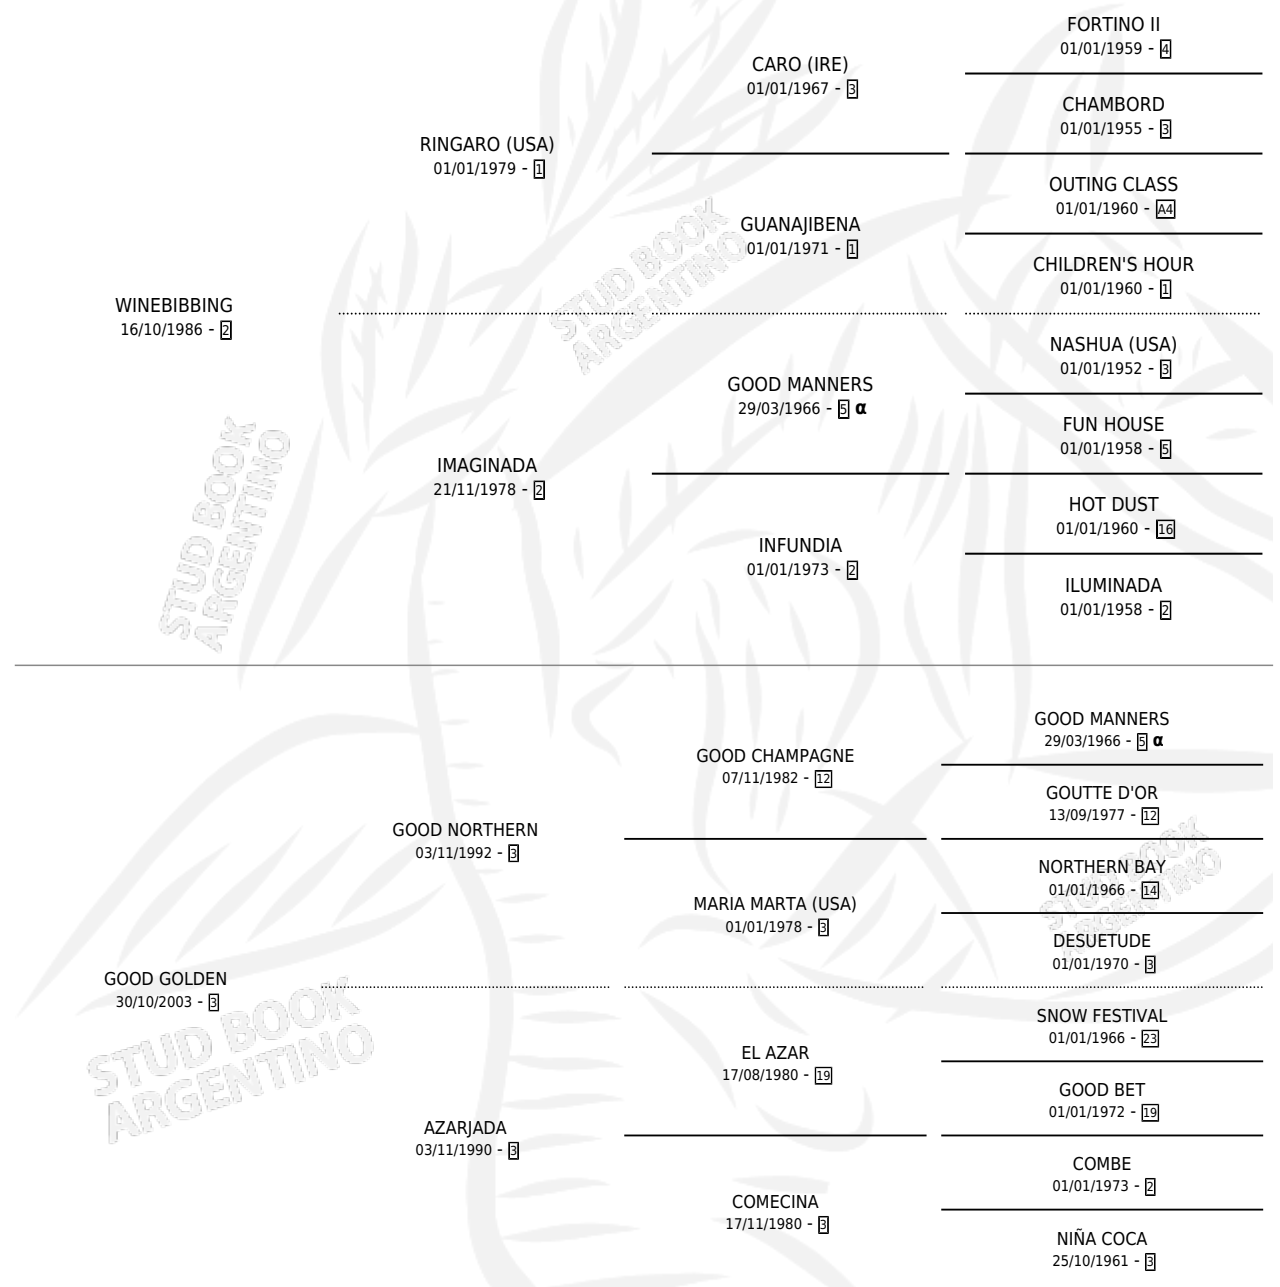 FORTINO II
01/01/1959 - 4
CARO (IRE)
01/01/1967 - 3
CHAMBORD
01/01/1955 - 3
RINGARO (USA)
01/01/1979 - 1
OUTING CLASS
01/01/1960 - A4
GUANAJIBENA
01/01/1971 - 1
CHILDREN'S HOUR
01/01/1960 - 1
WINEBIBBING
16/10/1986 - 2
NASHUA (USA)
01/01/1952 - 3
GOOD MANNERS
29/03/1966 - 5 α
FUN HOUSE
01/01/1958 - 5
IMAGINADA
21/11/1978 - 2
HOT DUST
01/01/1960 - 16
INFUNDIA
01/01/1973 - 2
ILUMINADA
01/01/1958 - 2
GOOD MANNERS
29/03/1966 - 5 α
GOOD CHAMPAGNE
07/11/1982 - 12
GOUTTE D'OR
13/09/1977 - 12
GOOD NORTHERN
03/11/1992 - 3
NORTHERN BAY
01/01/1966 - 14
MARIA MARTA (USA)
01/01/1978 - 3
DESUETUDE
01/01/1970 - 3
GOOD GOLDEN
30/10/2003 - 3
SNOW FESTIVAL
01/01/1966 - 23
EL AZAR
17/08/1980 - 19
GOOD BET
01/01/1972 - 19
AZARJADA
03/11/1990 - 3
COMBE
01/01/1973 - 2
COMECINA
17/11/1980 - 3
NIÑA COCA
25/10/1961 - 3
STUD BOOK
ARGENTINO
STUD BOOK
ARGENTINO
STUD BOOK
ARGENTINO
STUD BOOK
ARGENTINO